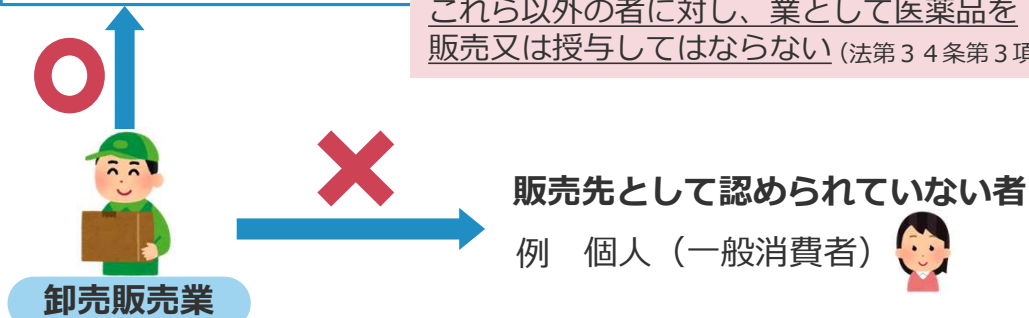 これら以外の者に対し、業として医薬品を
販売又は授与してはならない (法第３４条第３項
販売先として認められていない者
例　個人（一般消費者）
卸売販売業